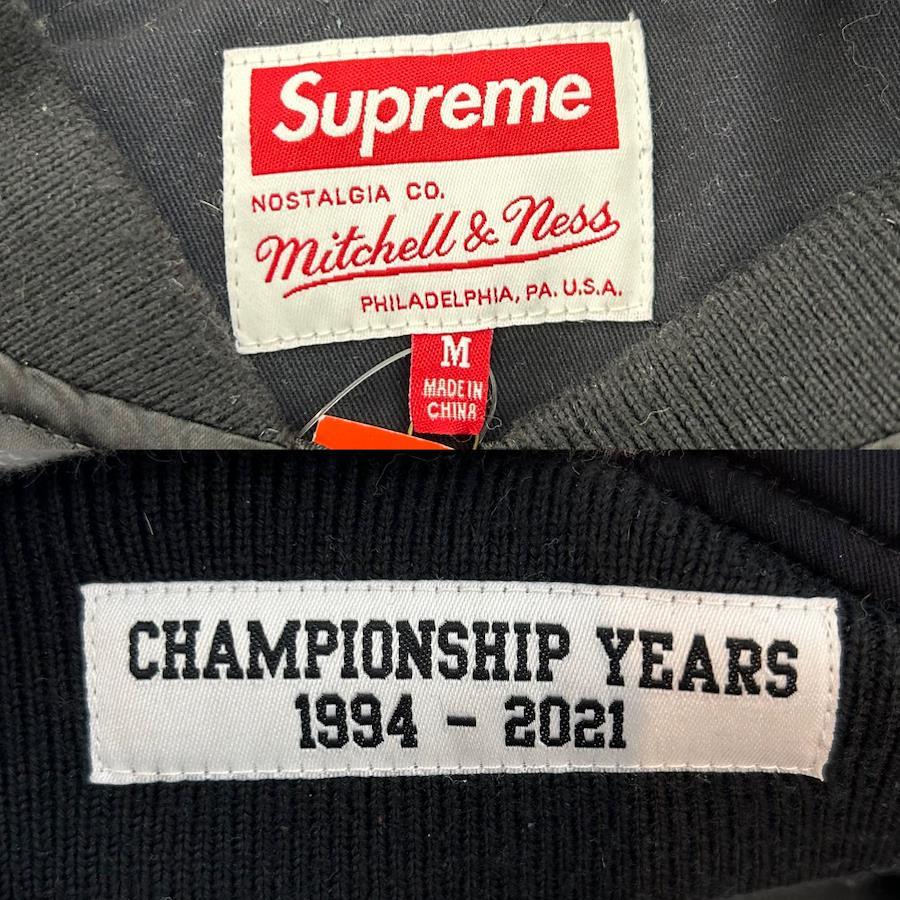 Supreme
NOSTALGIA CO.
Mitchell & Ness
PHILADELPHIA, PA. U.S.A.
M
MADE IN
CHINA
CHAMPIONSHIP YEARS
1994 - 2021